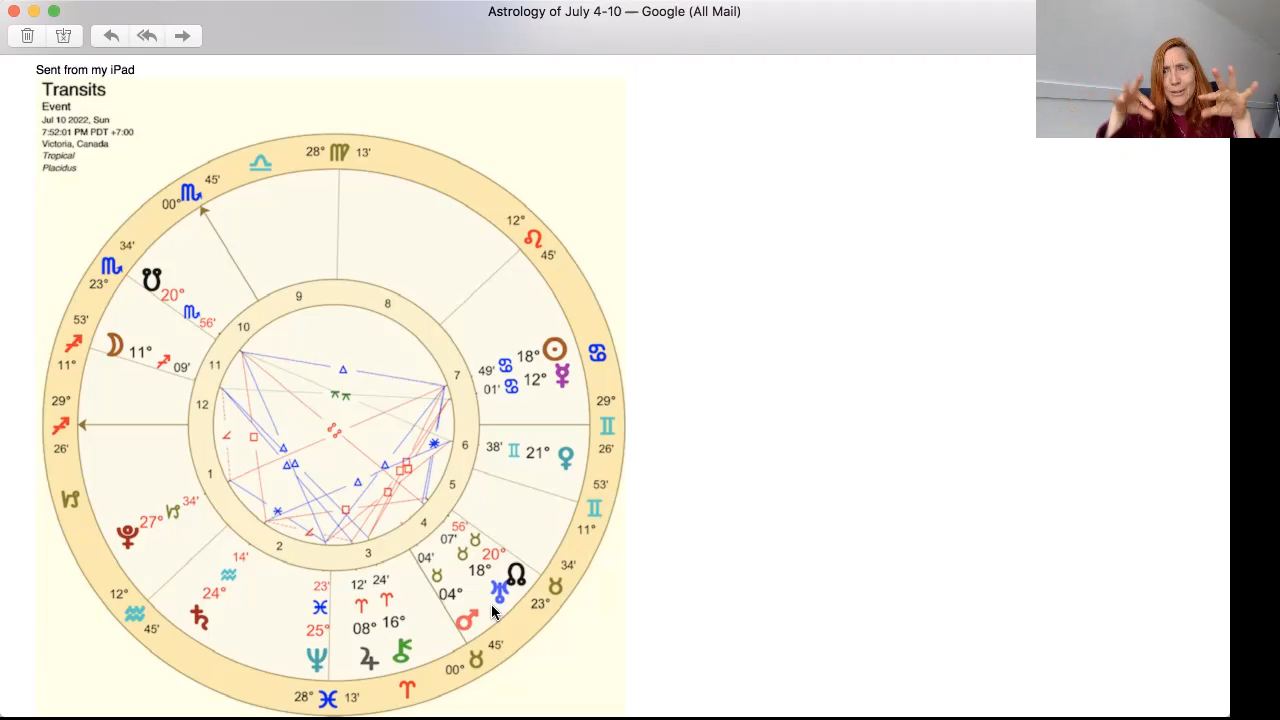 Astrology of July 4-10 — Google (All Mail)
Sent from my iPad
Transits
Event
Jul 10 2022, Sun
7:52:01 PM PDT +7:00
Victoria, Canada
Tropical
Placidus
28° ♍ 13'
♎
45' ♏ 00°
12° ♌ 45'
34' ♏ 23°
☋ 20° ♏ 56'
53' ♐ 11°
☽ 11° ♐ 09'
49' ♋ 18° ☉
01' ♋ 12° ☿
♋
29° ♐ 26'
29° ♊ 26'
38' ♊ 21° ♀
53' ♊ 11°
♑
♇ 27° ♑ 34'
12° ♒ 45'
♄ 24° ♒ 14'
23' ♓ 25° ♆
12' ♈ 08° ♃
24' ♈ 16° ⚷
04' ♉ 04° ♂
07' ♉ 18° ♅
56' ♉ 20° ☊
34' ♉ 23°
45' ♉ 00°
28° ♓ 13'
♈
9
8
10
11
7
12
6
1
5
2
3
4